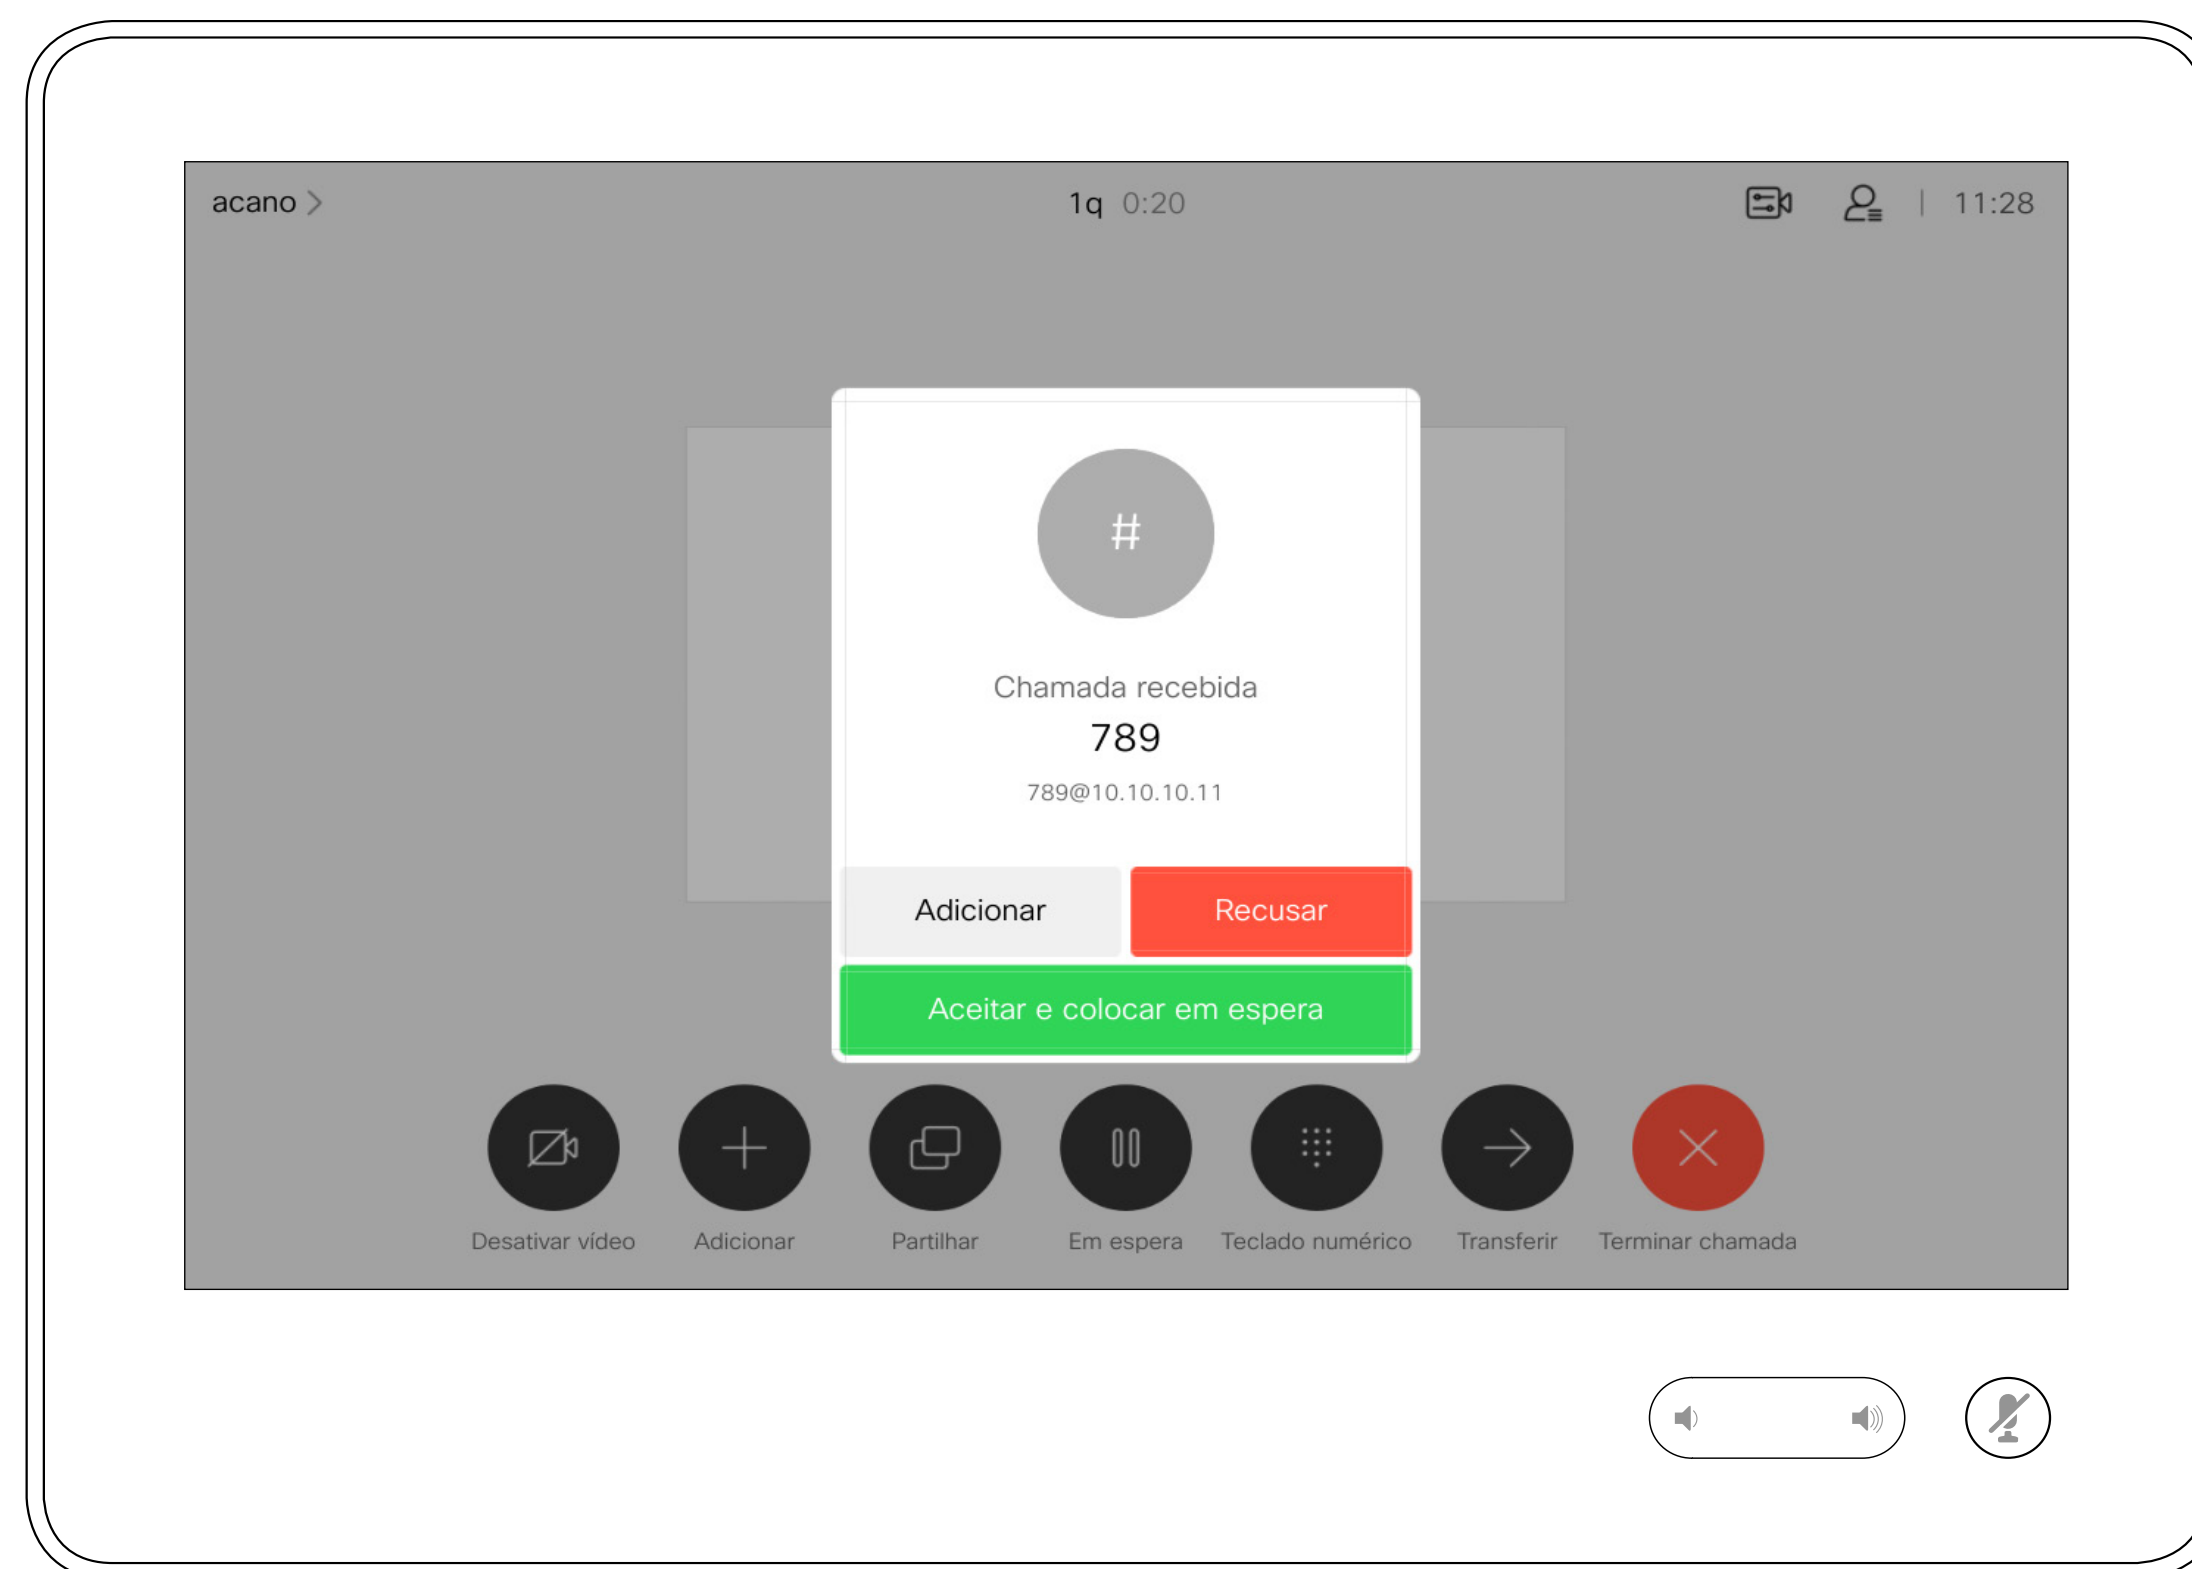 acano
1q 0:20
11:28
#
Chamada recebida
789
789@10.10.10.11
Adicionar
Recusar
Aceitar e colocar em espera
Desativar vídeo
Adicionar
Partilhar
Em espera
Teclado numérico
Transferir
Terminar chamada